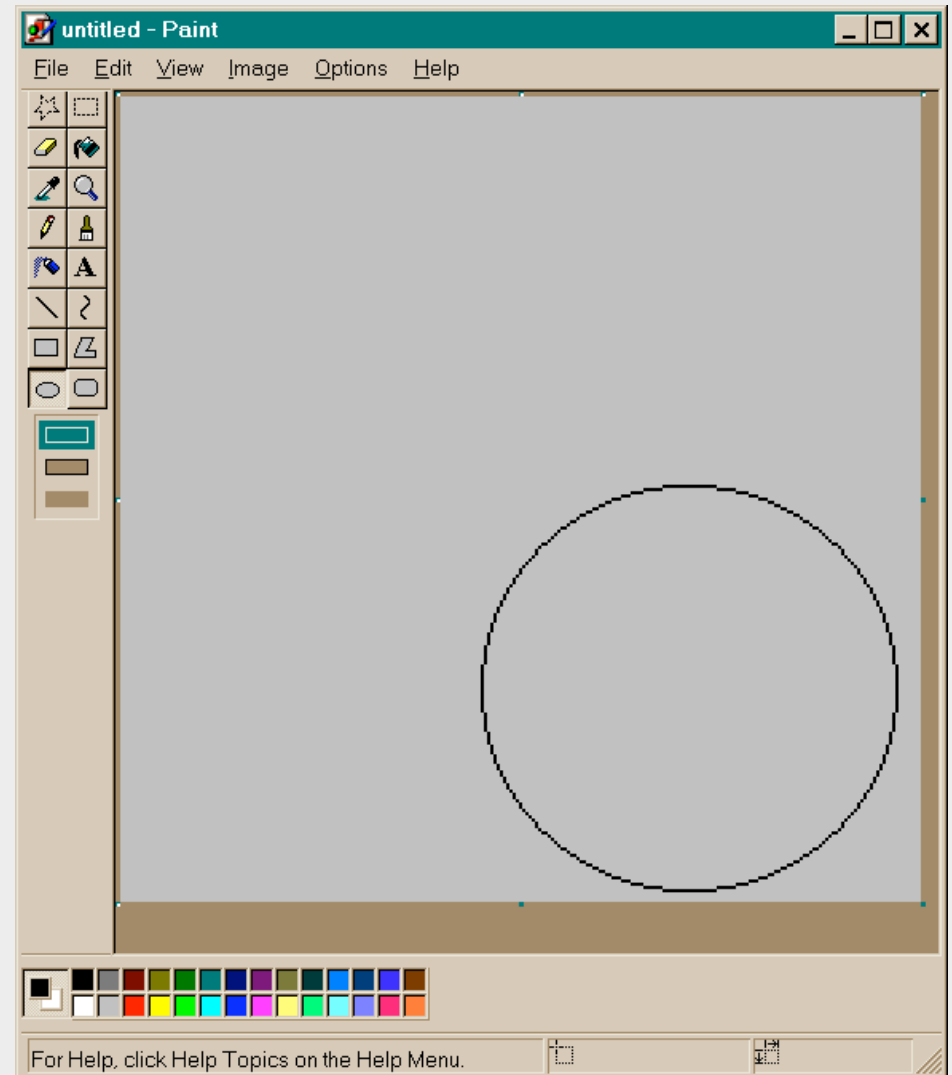 untitled - Paint
File Edit View Image Options Help
A
For Help, click Help Topics on the Help Menu.